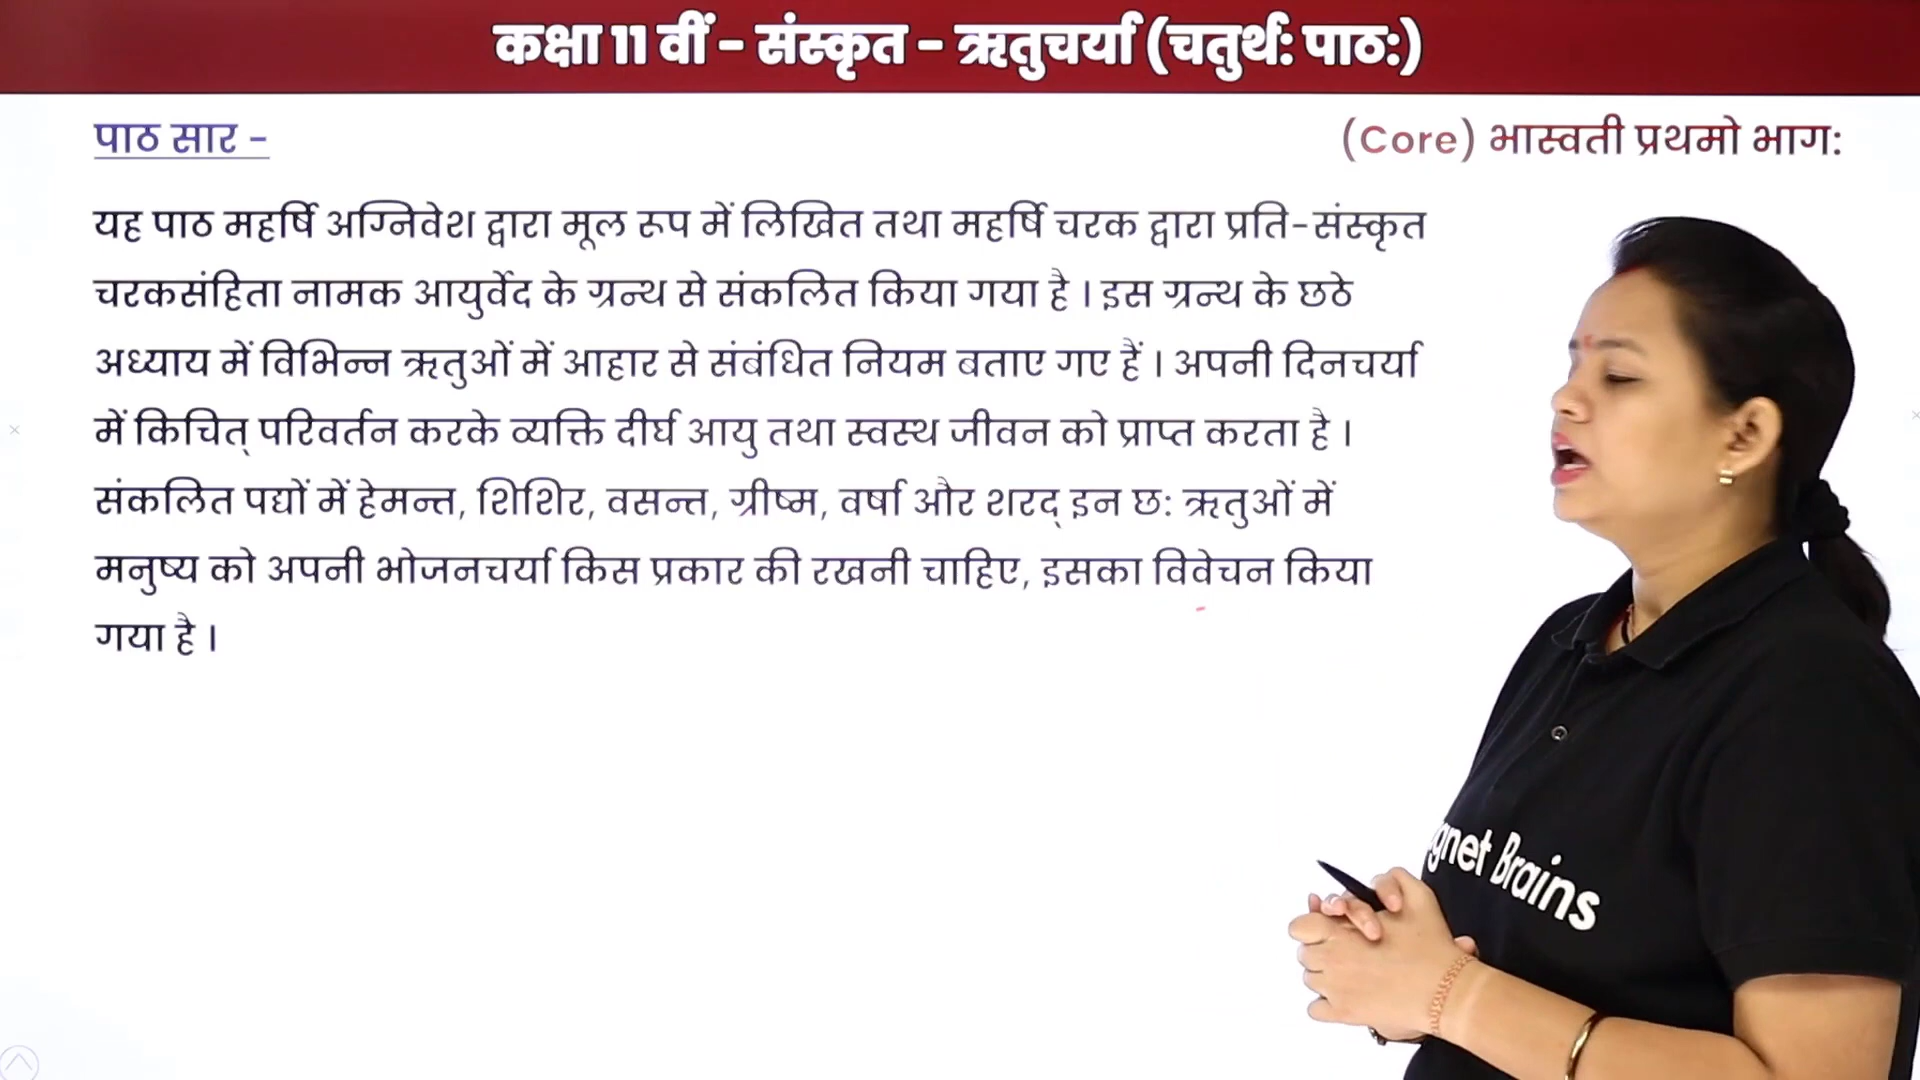 कक्षा 11 वीं - संस्कृत - ऋतुचर्या (चतुर्थ: पाठ:)
पाठ सार -
(Core) भास्वती प्रथमो भाग:
यह पाठ महर्षि अग्निवेश द्वारा मूल रूप में लिखित तथा महर्षि चरक द्वारा प्रति-संस्कृत
चरकसंहिता नामक आयुर्वेद के ग्रन्थ से संकलित किया गया है । इस ग्रन्थ के छठे
अध्याय में विभिन्न ऋतुओं में आहार से संबंधित नियम बताए गए हैं । अपनी दिनचर्या
में किचित् परिवर्तन करके व्यक्ति दीर्घ आयु तथा स्वस्थ जीवन को प्राप्त करता है ।
संकलित पद्यों में हेमन्त, शिशिर, वसन्त, ग्रीष्म, वर्षा और शरद् इन छ: ऋतुओं में
मनुष्य को अपनी भोजनचर्या किस प्रकार की रखनी चाहिए, इसका विवेचन किया
गया है ।
gnet Brains